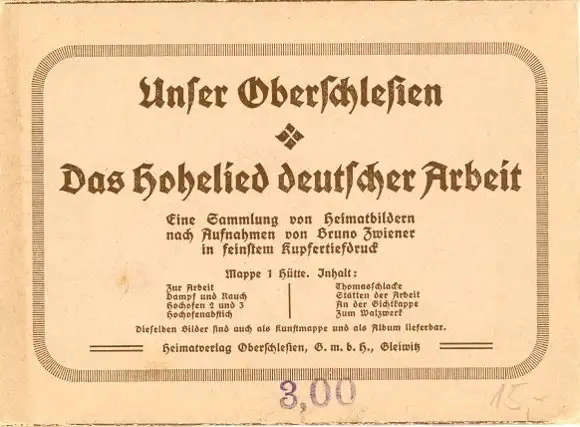 Unser Oberschlesien
Das Hohelied deutscher Arbeit
Eine Sammlung von Heimatbildern
nach Aufnahmen von Bruno Zwiener
in feinstem Kupfertiefdruck
Mappe 1 Hütte. Inhalt:
Zur Arbeit
Dampf und Rauch
Hochofen 2 und 3
Hochofenabstich
Thomasschlacke
Stätten der Arbeit
An der Gichtkappe
Zum Walzwerk
Dieselben Bilder sind auch als Kunstmappe und als Album lieferbar.
Heimatverlag Oberschlesien, G. m. b. H., Gleiwitz
3,00
15,-